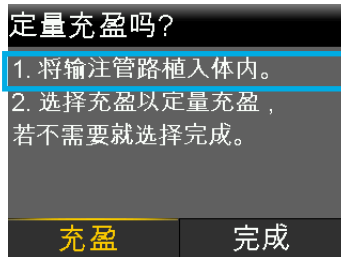 定量充盈吗?
1. 将输注管路植入体内。
2. 选择充盈以定量充盈，
若不需要就选择完成。
充盈
完成